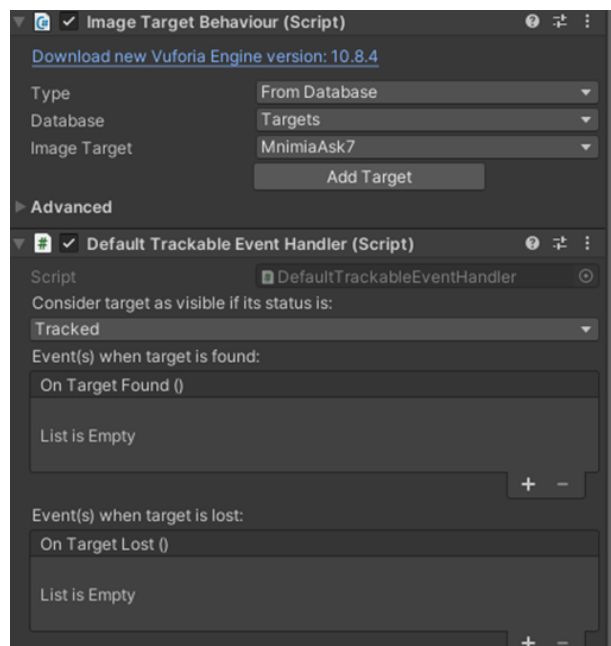 Image Target Behaviour (Script)
Download new Vuforia Engine version: 10.8.4
Type From Database
Database Targets
Image Target MnimiaAsk7
Add Target
Advanced
Default Trackable Event Handler (Script)
Script DefaultTrackableEventHandler
Consider target as visible if its status is:
Tracked
Event(s) when target is found:
On Target Found ()
List is Empty
+ −
Event(s) when target is lost:
On Target Lost ()
List is Empty
+ −